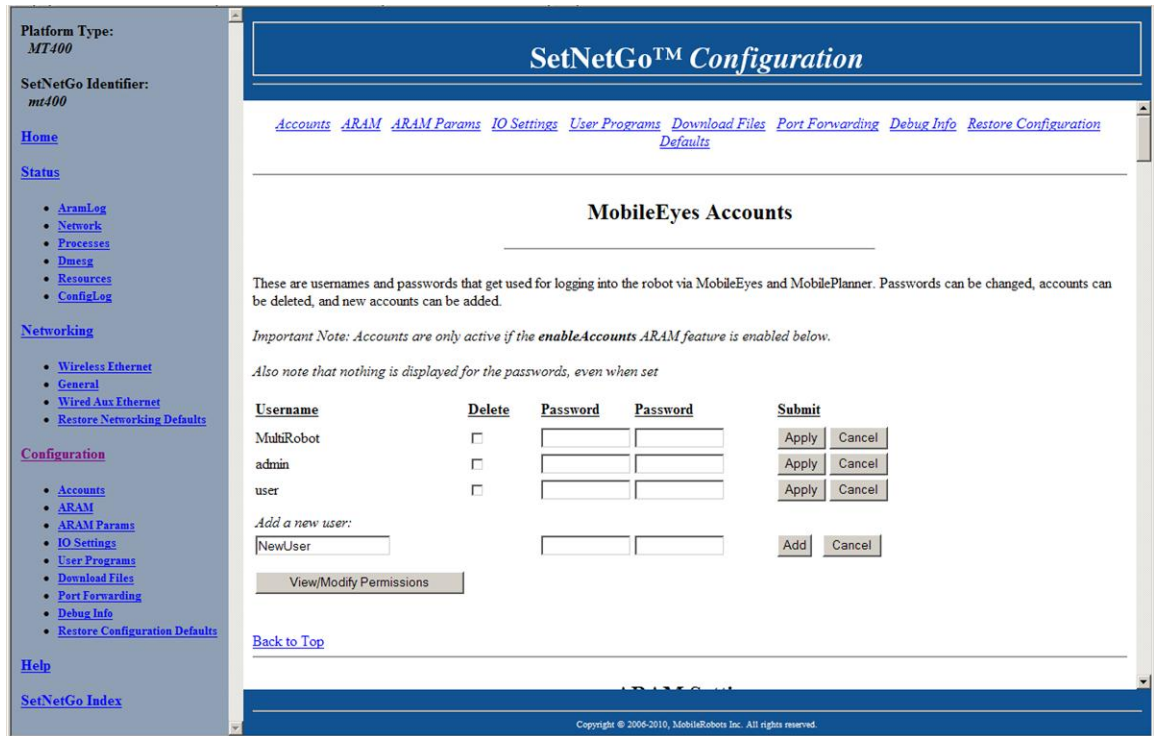 Platform Type:
MT400
SetNetGo Identifier:
mt400
Home
Status
AramLog
Network
Processes
Dmesg
Resources
ConfigLog
Networking
Wireless Ethernet
General
Wired Aux Ethernet
Restore Networking Defaults
Configuration
Accounts
ARAM
ARAM Params
IO Settings
User Programs
Download Files
Port Forwarding
Debug Info
Restore Configuration Defaults
Help
SetNetGo Index
SetNetGo™ Configuration
Accounts ARAM ARAM Params IO Settings User Programs Download Files Port Forwarding Debug Info Restore Configuration
Defaults
MobileEyes Accounts
These are usernames and passwords that get used for logging into the robot via MobileEyes and MobilePlanner. Passwords can be changed, accounts can
be deleted, and new accounts can be added.
Important Note: Accounts are only active if the enableAccounts ARAM feature is enabled below.
Also note that nothing is displayed for the passwords, even when set
Username Delete Password Password Submit
MultiRobot Apply Cancel
admin Apply Cancel
user Apply Cancel
Add a new user:
NewUser Add Cancel
View/Modify Permissions
Back to Top
Copyright © 2006-2010, MobileRobots Inc. All rights reserved.